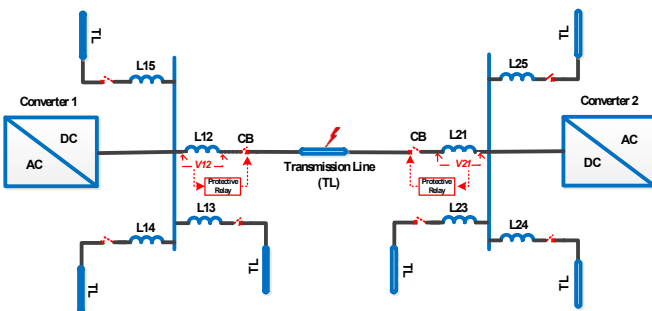 TL
TL
L15
L25
Converter 1
Converter 2
L12
CB
CB
L21
DC
AC
V12
V21
AC
DC
Transmission Line
(TL)
Protective
Relay
Protective
Relay
L13
L23
L14
L24
TL
TL
TL
TL